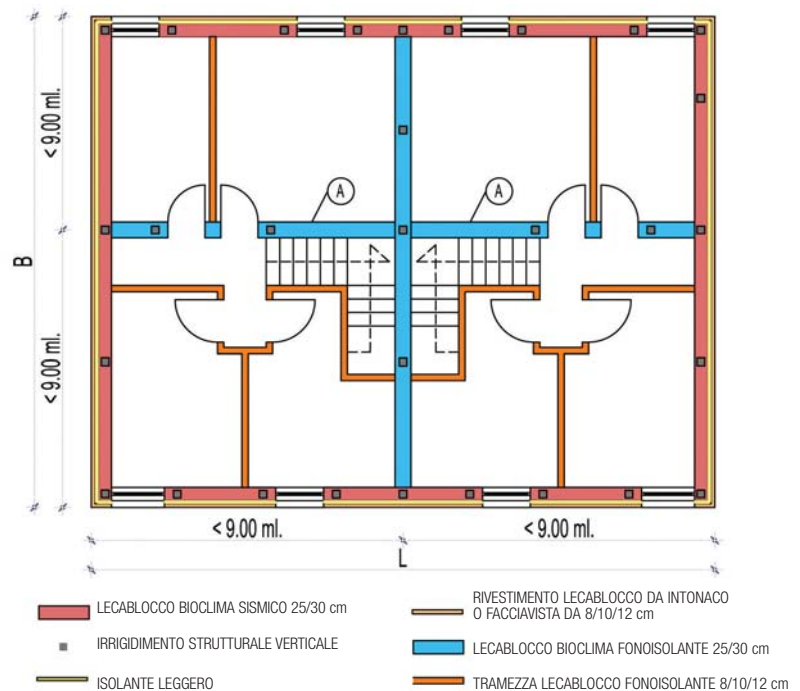 < 9.00 ml.
A
A
B
< 9.00 ml.
< 9.00 ml.
< 9.00 ml.
L
LECABLOCCO BIOCLIMA SISMICO 25/30 cm
IRRIGIDIMENTO STRUTTURALE VERTICALE
ISOLANTE LEGGERO
RIVESTIMENTO LECABLOCCO DA INTONACO
O FACCIAVISTA DA 8/10/12 cm
LECABLOCCO BIOCLIMA FONOISOLANTE 25/30 cm
TRAMEZZA LECABLOCCO FONOISOLANTE 8/10/12 cm